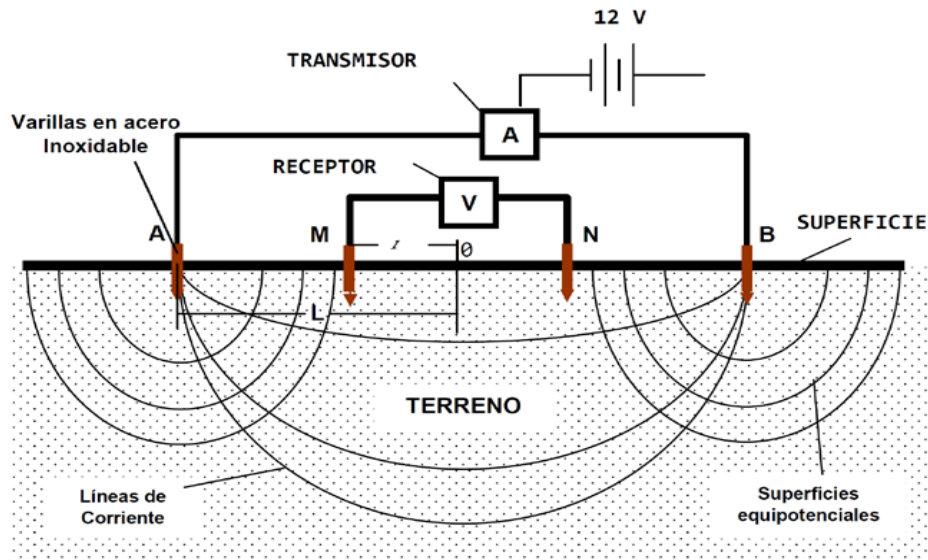 12 V
TRANSMISOR
A
Varillas en acero
Inoxidable
RECEPTOR
V
A
M
N
B
SUPERFICIE
0
L
TERRENO
Líneas de
Corriente
Superficies
equipotenciales